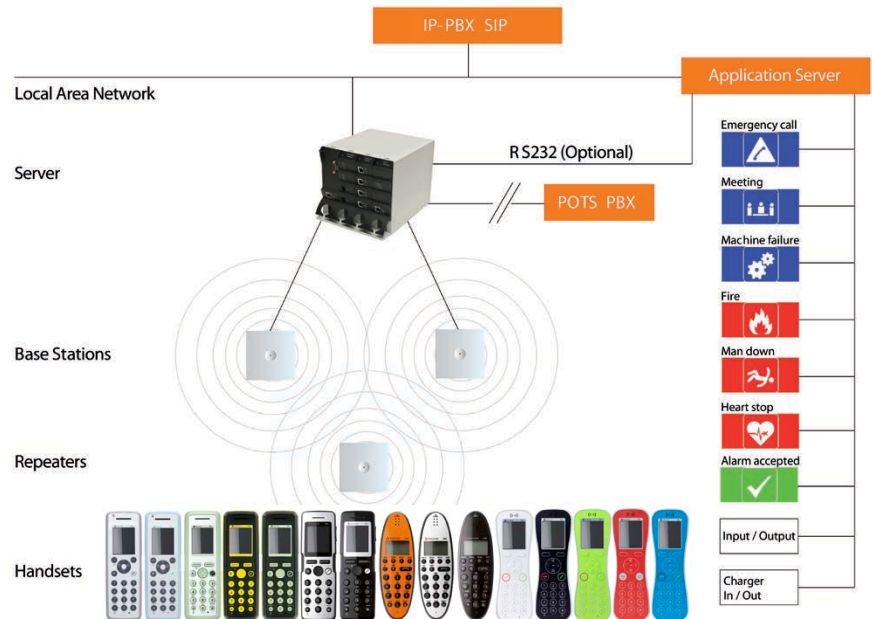 IP-PBX SIP
Local Area Network
Application Server
Emergency call
Server
RS232 (Optional)
Meeting
POTS PBX
Machine failure
Fire
Base Stations
Man down
Heart stop
Repeaters
Alarm accepted
Input / Output
Handsets
Charger
In / Out